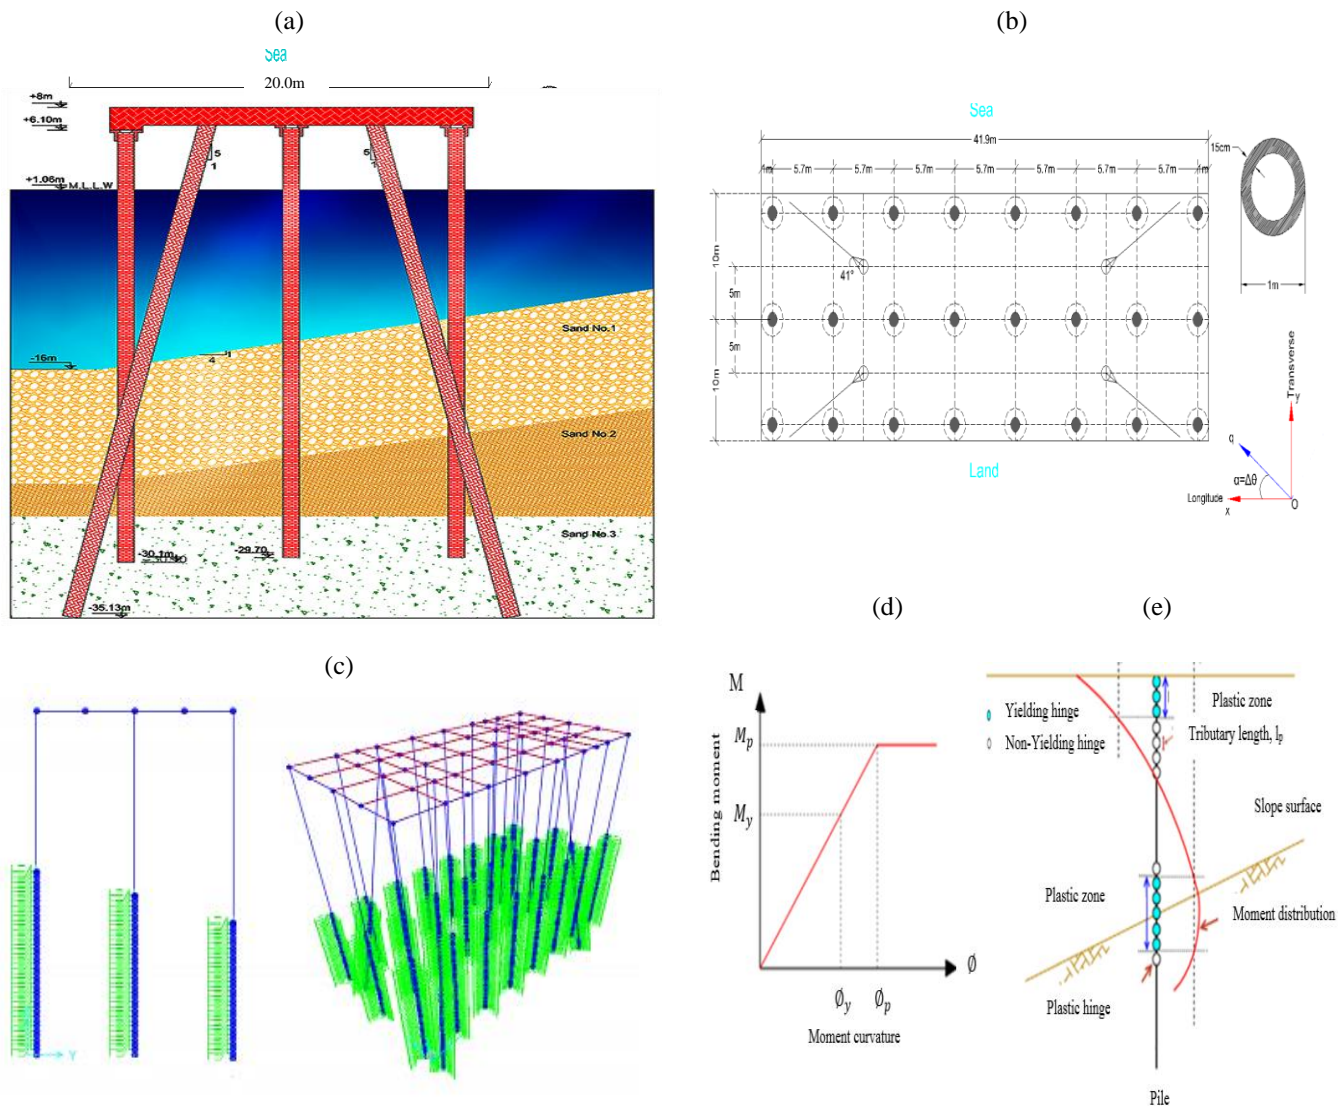 (a)
Sea
20.0m
+8m
+6.10m
5
1
5
1
+1.06m M.L.L.W
Sand No.1
-16m
1
4
Sand No.2
Sand No.3
-30.1m
-29.70
-35.13m
(b)
Sea
41.9m
1m 5.7m 5.7m 5.7m 5.7m 5.7m 5.7m 5.7m 1m
15cm
10m
41°
5m
1m
5m
10m
Transverse
y
Land
q
α=Δθ
Longitude
x
O
(c)
Y
(d)
M
Bending moment
Mp
My
Ø
Øy Øp
Moment curvature
(e)
Yielding hinge
Plastic zone
Non-Yielding hinge
Tributary length, lp
Slope surface
Plastic zone
Moment distribution
Plastic hinge
Pile